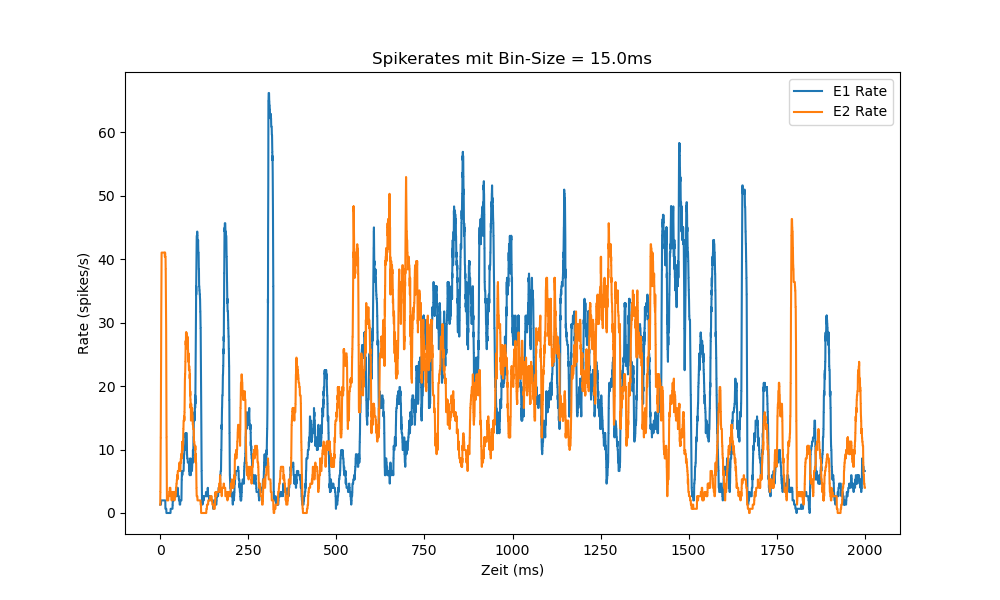 Spikerates mit Bin-Size = 15.0ms
E1 Rate
E2 Rate
Rate (spikes/s)
60
50
40
30
20
10
0
0 250 500 750 1000 1250 1500 1750 2000
Zeit (ms)